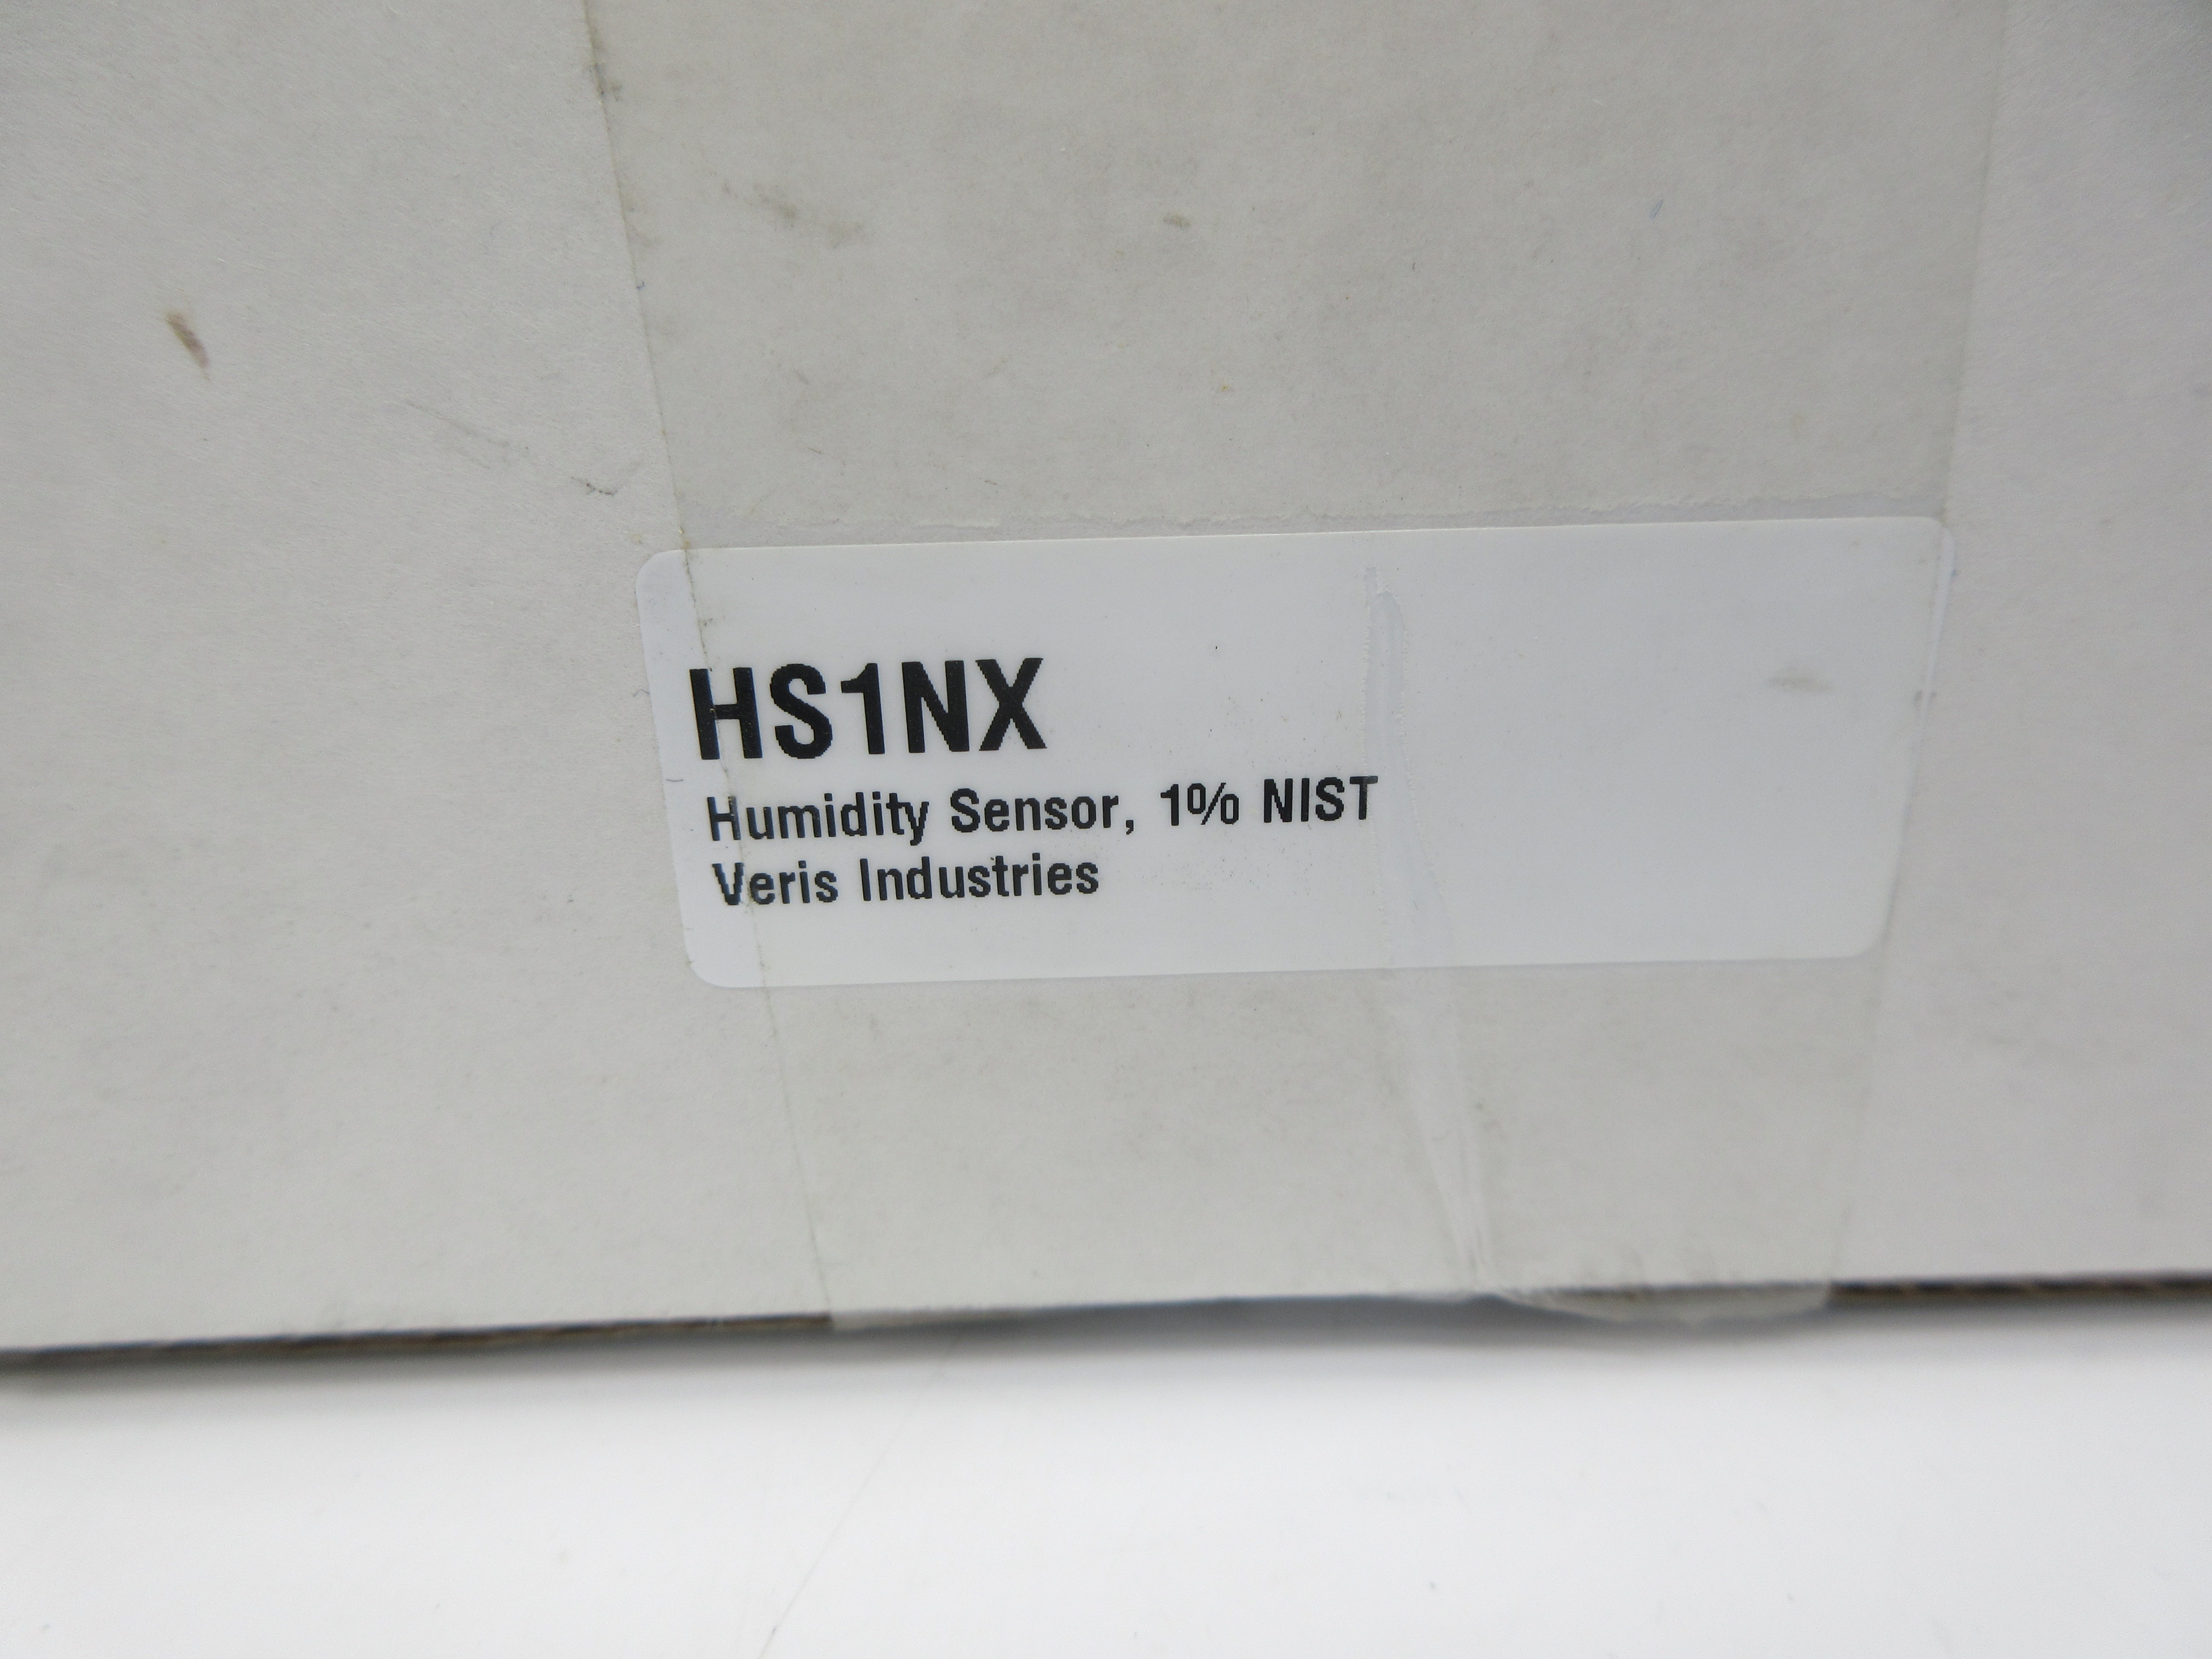 HS1NX
Humidity Sensor, 1% NIST
Veris Industries